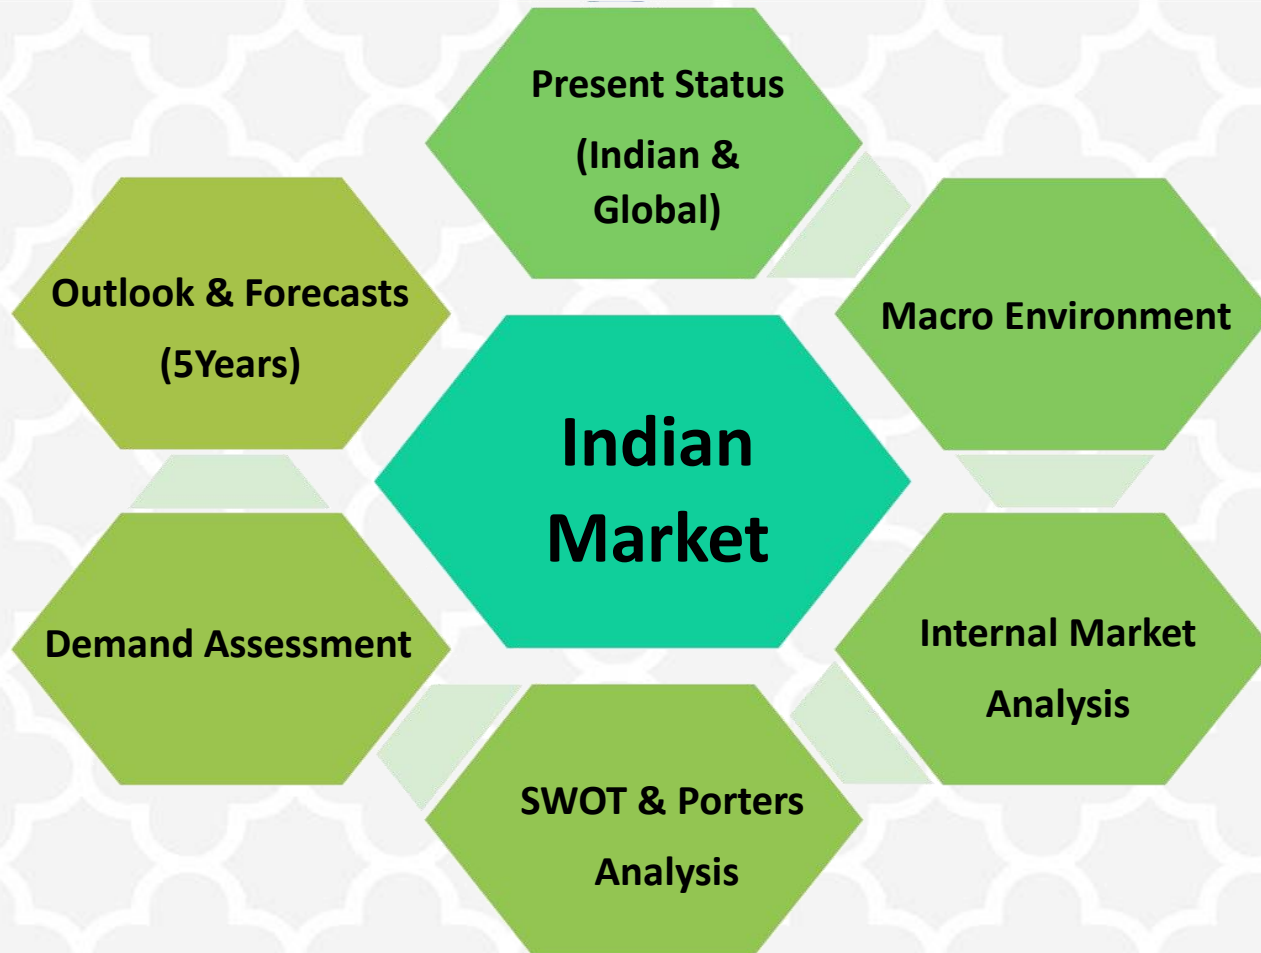 Present Status
(Indian &
Global)
Macro Environment
Internal Market
Analysis
SWOT & Porters
Analysis
Demand Assessment
Outlook & Forecasts
(5Years)
Indian
Market